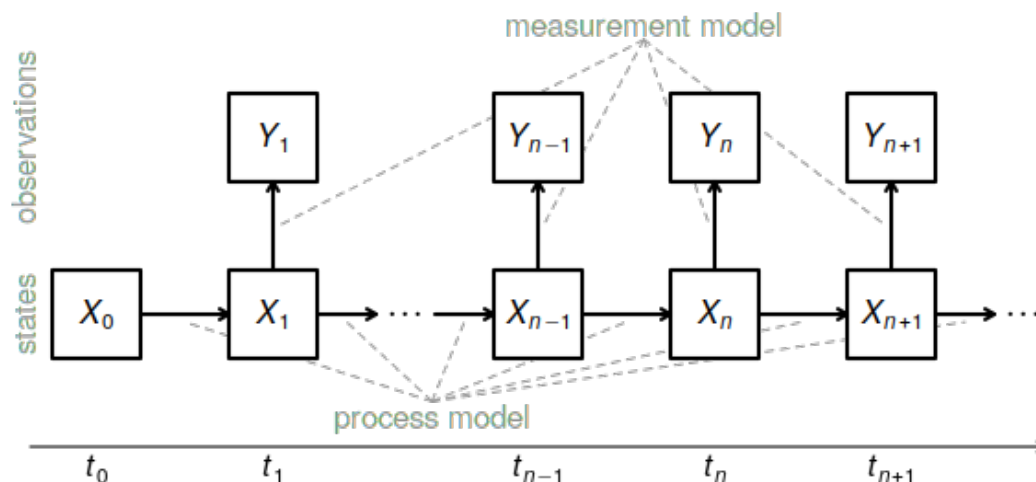 measurement model
observations
Y1 Yn−1 Yn Yn+1
states
X0 X1 ··· Xn−1 Xn Xn+1 ···
process model
t0 t1 tn−1 tn tn+1